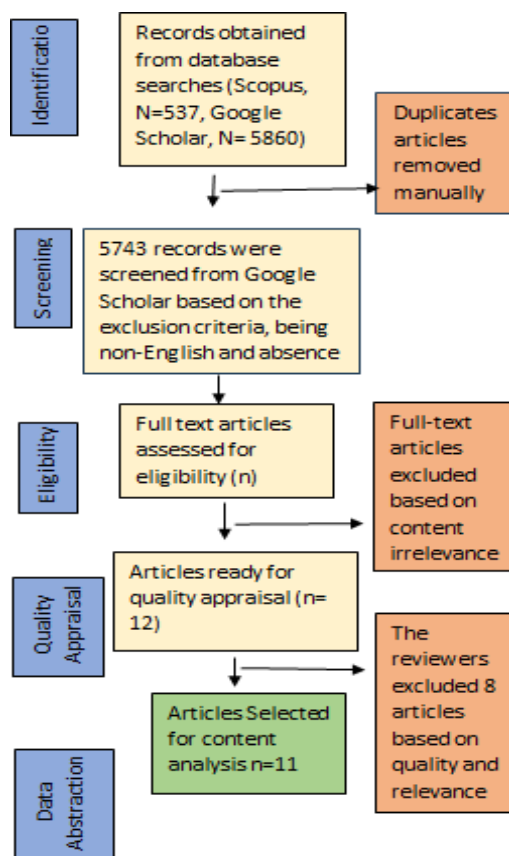 Identificatio
Records obtained
from database
searches (Scopus,
N=537, Google
Scholar, N= 5860)
Duplicates
articles
removed
manually
Screening
5743 records were
screened from Google
Scholar based on the
exclusion criteria, being
non-English and absence
Eligibility
Full text articles
assessed for
eligibility (n)
Full-text
articles
excluded
based on
content
irrelevance
Quality
Appraisal
Articles ready for
quality appraisal (n=
12)
The
reviewers
excluded 8
articles
based on
quality and
relevance
Data
Abstraction
Articles Selected
for content
analysis n=11